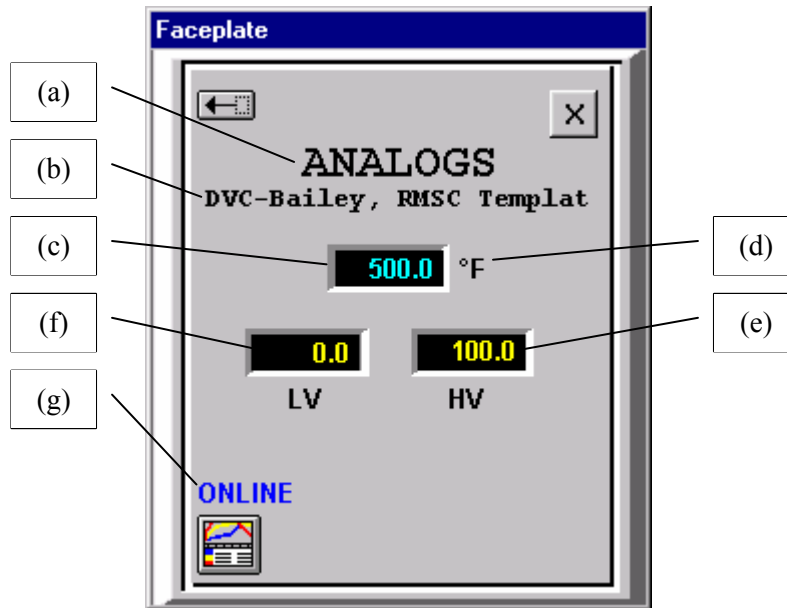 Faceplate
(a)
X
ANALOGS
(b)
DVC-Bailey, RMSC Templat
(c)
500.0 °F
(d)
(f)
0.0
100.0
(e)
LV
HV
(g)
ONLINE